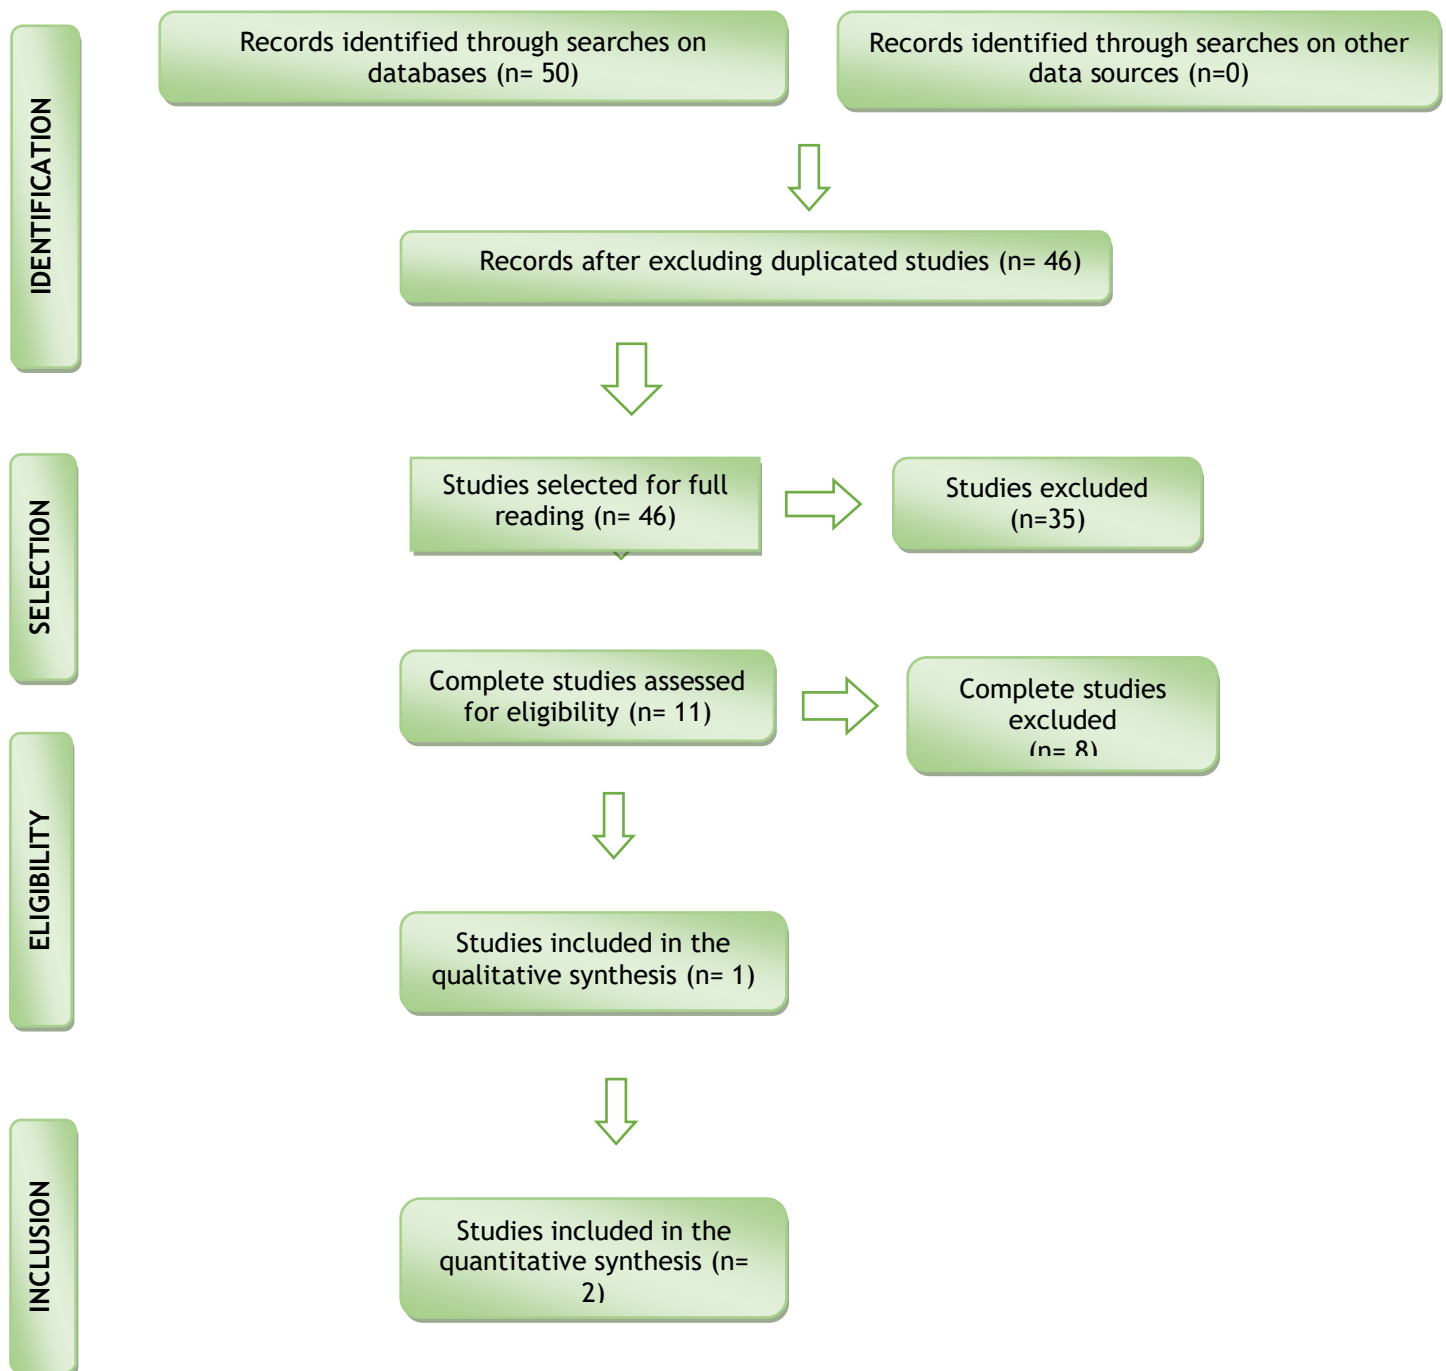 IDENTIFICATION
Records identified through searches on
databases (n= 50)
Records identified through searches on other
data sources (n=0)
Records after excluding duplicated studies (n= 46)
SELECTION
Studies selected for full
reading (n= 46)
Studies excluded
(n=35)
Complete studies assessed
for eligibility (n= 11)
Complete studies
excluded
(n= 8)
ELIGIBILITY
Studies included in the
qualitative synthesis (n= 1)
INCLUSION
Studies included in the
quantitative synthesis (n=
2)